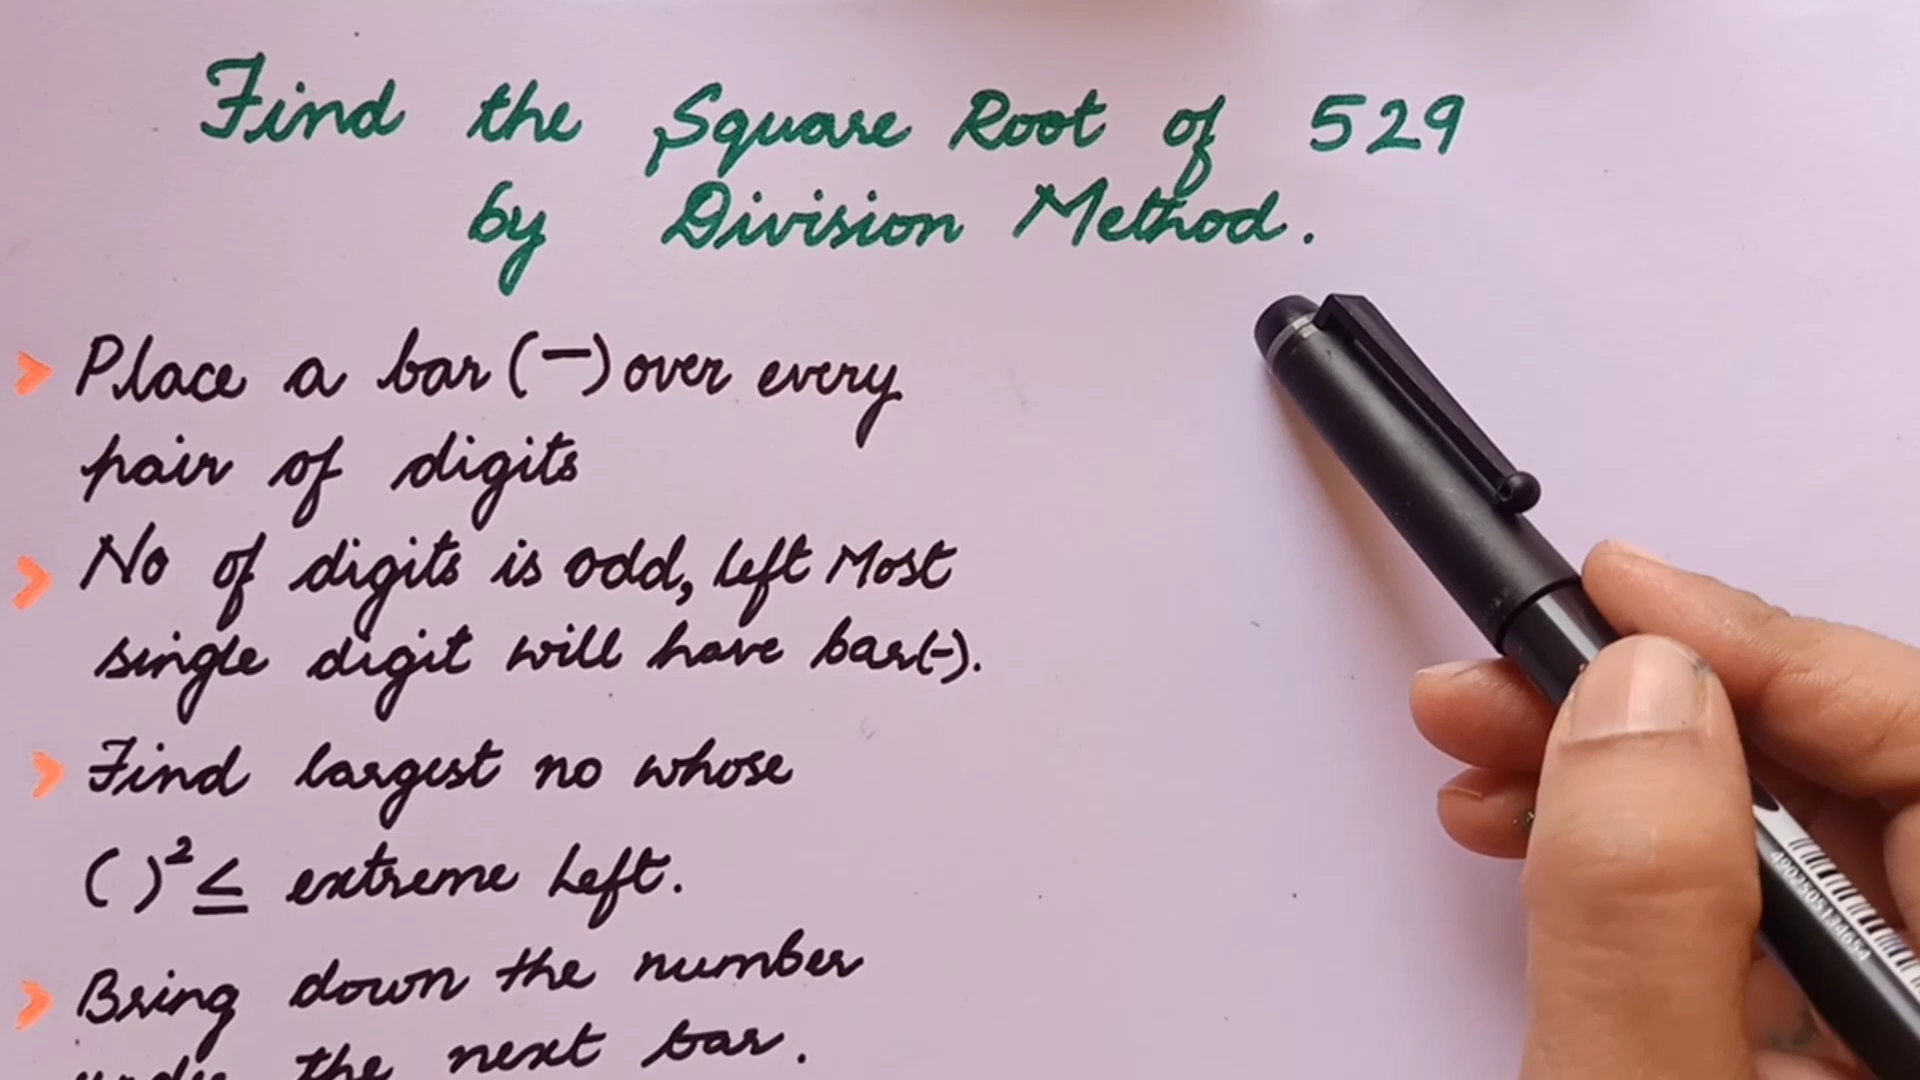 Find the Square Root of 529
by Division Method.
Place a bar (—) over every
pair of digits
No of digits is odd, left Most
single digit will have bar(-).
Find largest no whose
( )² ≤ extreme left.
Bring down the number
under the next bar.
4902505134654